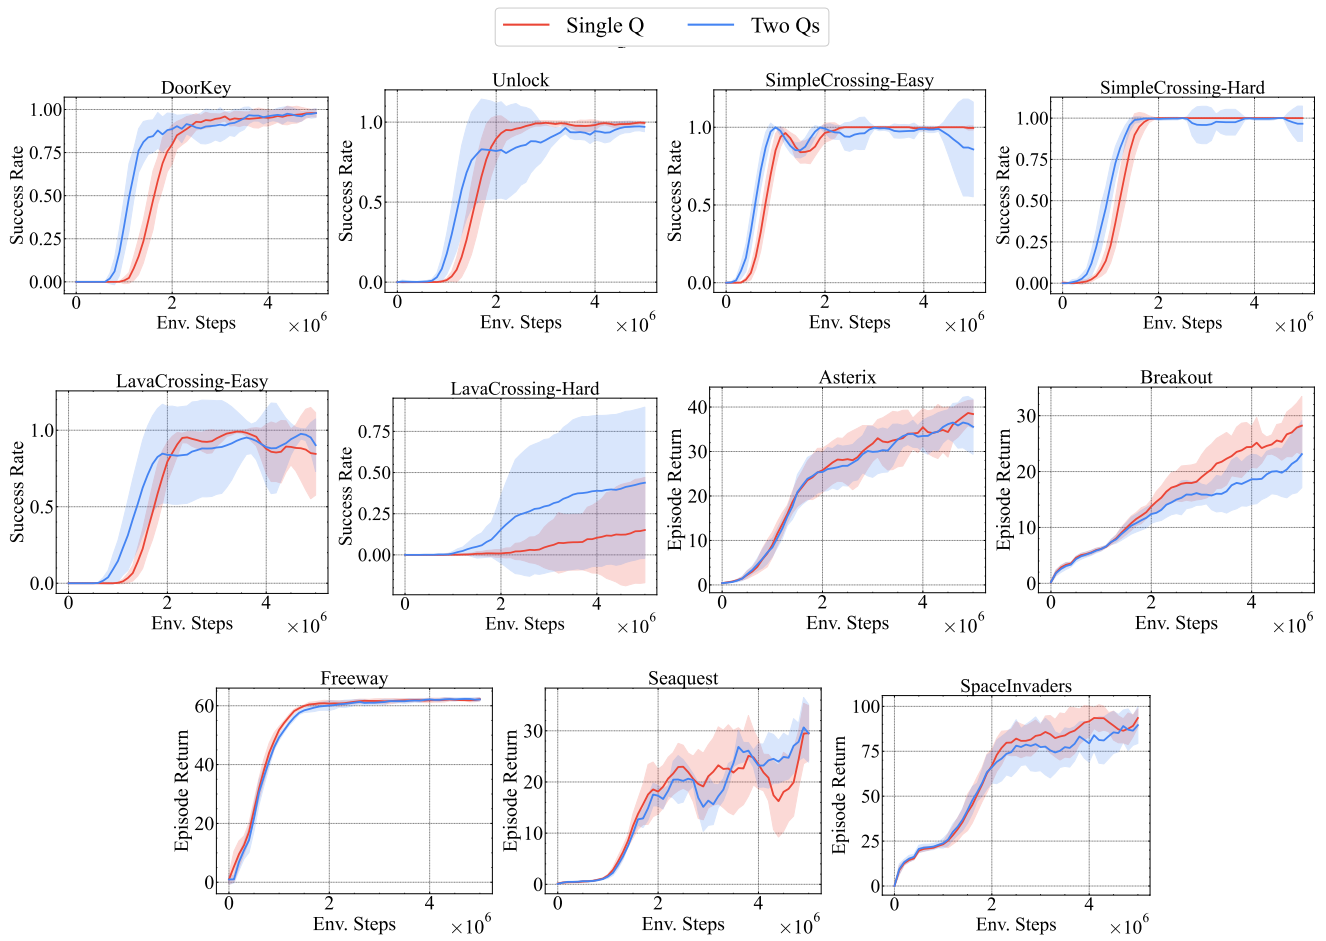 Single Q
Two Qs
DoorKey
1.00
0.75
0.50
0.25
0.00
Success Rate
0
2
4
Env. Steps
×10^6
Unlock
1.0
0.5
0.0
Success Rate
0
2
4
Env. Steps
×10^6
SimpleCrossing-Easy
1.0
0.5
0.0
Success Rate
0
2
4
Env. Steps
×10^6
SimpleCrossing-Hard
1.00
0.75
0.50
0.25
0.00
Success Rate
0
2
4
Env. Steps
×10^6
LavaCrossing-Easy
1.0
0.5
0.0
Success Rate
0
2
4
Env. Steps
×10^6
LavaCrossing-Hard
0.75
0.50
0.25
0.00
Success Rate
0
2
4
Env. Steps
×10^6
Asterix
40
30
20
10
0
Episode Return
0
2
4
Env. Steps
×10^6
Breakout
30
20
10
0
Episode Return
0
2
4
Env. Steps
×10^6
Freeway
60
40
20
0
Episode Return
0
2
4
Env. Steps
×10^6
Seaquest
30
20
10
0
Episode Return
0
2
4
Env. Steps
×10^6
SpaceInvaders
100
75
50
25
0
Episode Return
0
2
4
Env. Steps
×10^6